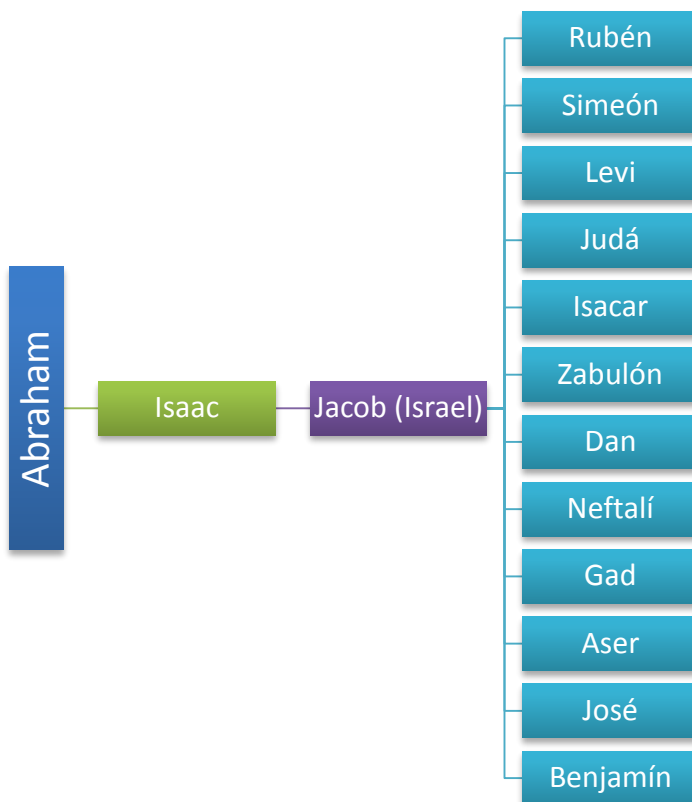 Abraham
Isaac
Jacob (Israel)
Rubén
Simeón
Levi
Judá
Isacar
Zabulón
Dan
Neftalí
Gad
Aser
José
Benjamín